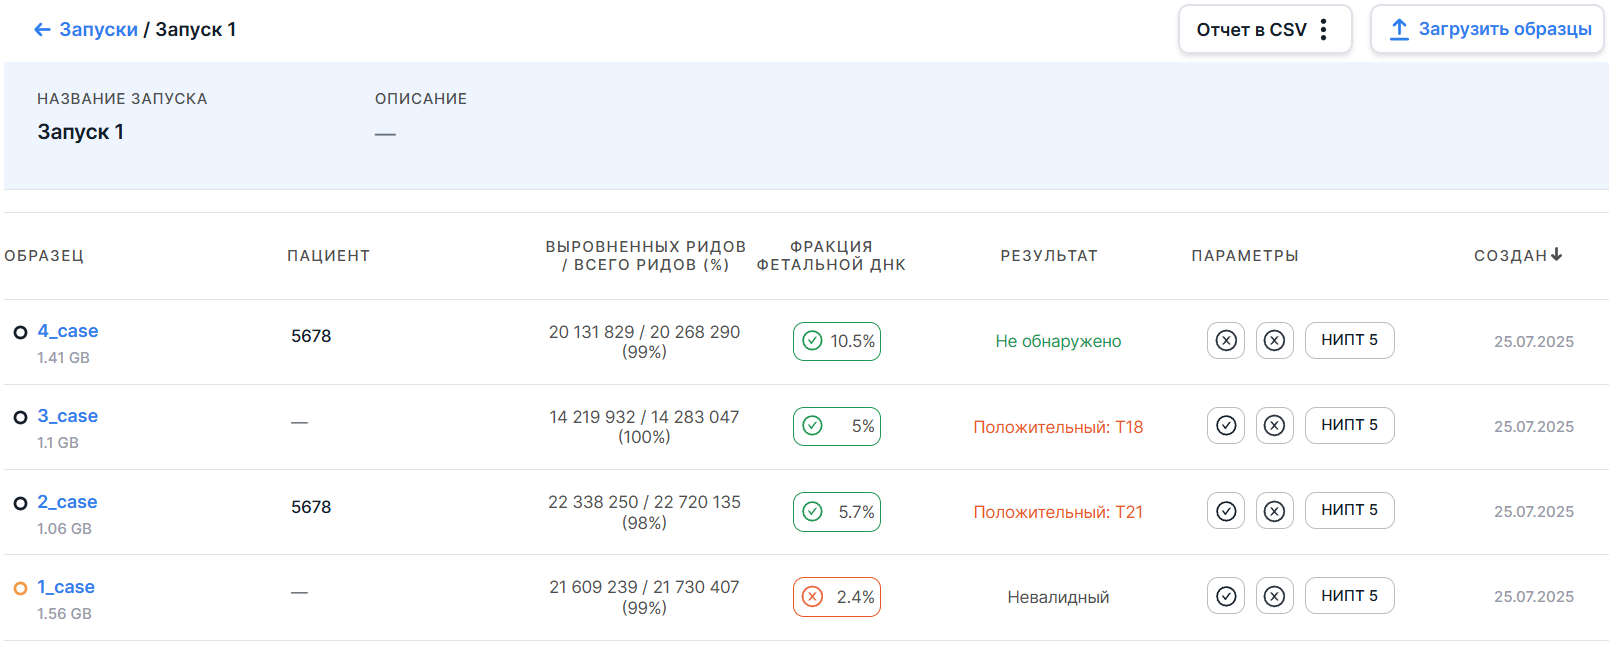 ← Запуски / Запуск 1
Отчет в CSV
Загрузить образцы
НАЗВАНИЕ ЗАПУСКА
ОПИСАНИЕ
Запуск 1
—
ОБРАЗЕЦ
ПАЦИЕНТ
ВЫРОВНЕННЫХ РИДОВ
/ ВСЕГО РИДОВ (%)
ФРАКЦИЯ
ФЕТАЛЬНОЙ ДНК
РЕЗУЛЬТАТ
ПАРАМЕТРЫ
СОЗДАН↓
4_case
1.41 GB
5678
20 131 829 / 20 268 290
(99%)
10.5%
Не обнаружено
НИПТ 5
25.07.2025
3_case
1.1 GB
—
14 219 932 / 14 283 047
(100%)
5%
Положительный: T18
НИПТ 5
25.07.2025
2_case
1.06 GB
5678
22 338 250 / 22 720 135
(98%)
5.7%
Положительный: T21
НИПТ 5
25.07.2025
1_case
1.56 GB
—
21 609 239 / 21 730 407
(99%)
2.4%
Невалидный
НИПТ 5
25.07.2025